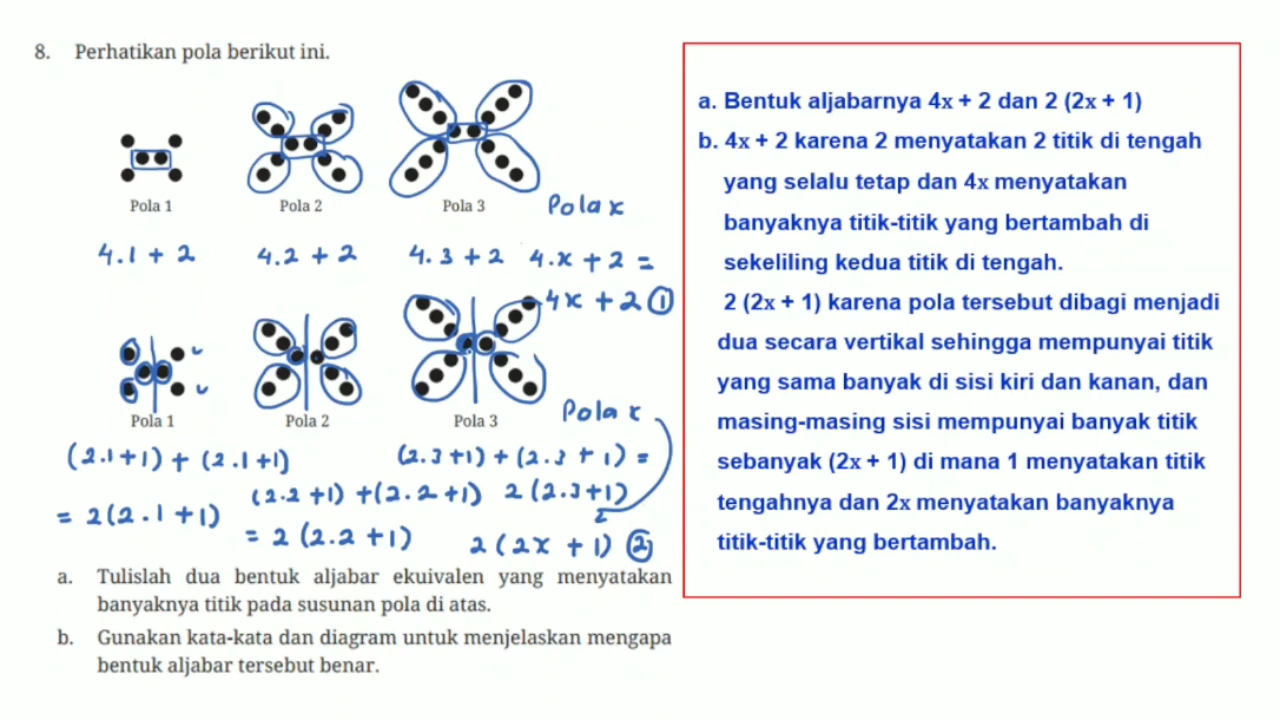 8. Perhatikan pola berikut ini.
Pola 1
Pola 2
Pola 3
Pola x
4.1 + 2
4.2 + 2
4.3 + 2
4.x + 2 =
4x + 2 ①
Pola 1
Pola 2
Pola 3
Pola x
(2.1+1) + (2.1+1)
= 2(2.1+1)
(2.2+1) + (2.2+1)
= 2 (2.2+1)
(2.3+1) + (2.3+1) =
2 (2.3+1)
2 (2x + 1) ②
a. Tulislah dua bentuk aljabar ekuivalen yang menyatakan
banyaknya titik pada susunan pola di atas.
b. Gunakan kata-kata dan diagram untuk menjelaskan mengapa
bentuk aljabar tersebut benar.
a. Bentuk aljabarnya 4x + 2 dan 2 (2x + 1)
b. 4x + 2 karena 2 menyatakan 2 titik di tengah
yang selalu tetap dan 4x menyatakan
banyaknya titik-titik yang bertambah di
sekeliling kedua titik di tengah.
2 (2x + 1) karena pola tersebut dibagi menjadi
dua secara vertikal sehingga mempunyai titik
yang sama banyak di sisi kiri dan kanan, dan
masing-masing sisi mempunyai banyak titik
sebanyak (2x + 1) di mana 1 menyatakan titik
tengahnya dan 2x menyatakan banyaknya
titik-titik yang bertambah.